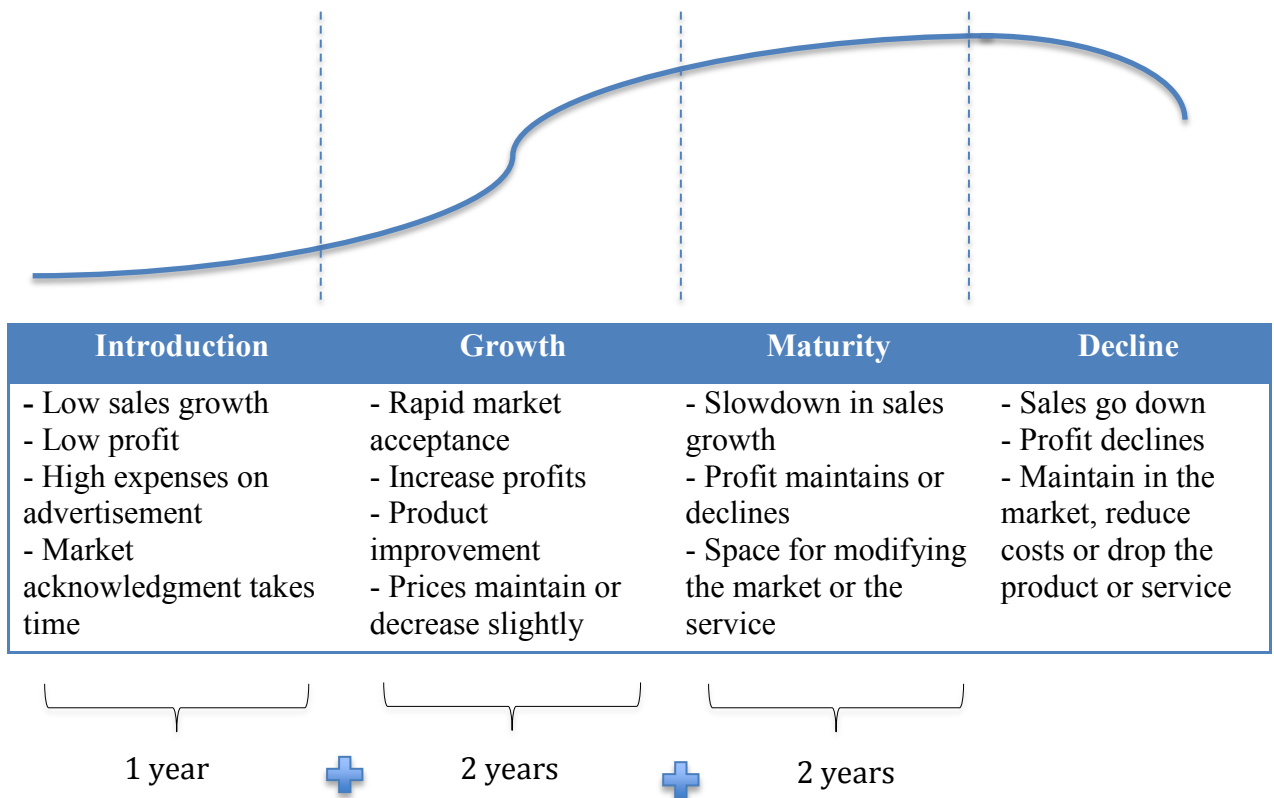 Introduction
Growth
Maturity
Decline
- Low sales growth
- Low profit
- High expenses on
advertisement
- Market
acknowledgment takes
time
- Rapid market
acceptance
- Increase profits
- Product
improvement
- Prices maintain or
decrease slightly
- Slowdown in sales
growth
- Profit maintains or
declines
- Space for modifying
the market or the
service
- Sales go down
- Profit declines
- Maintain in the
market, reduce
costs or drop the
product or service
1 year
2 years
2 years